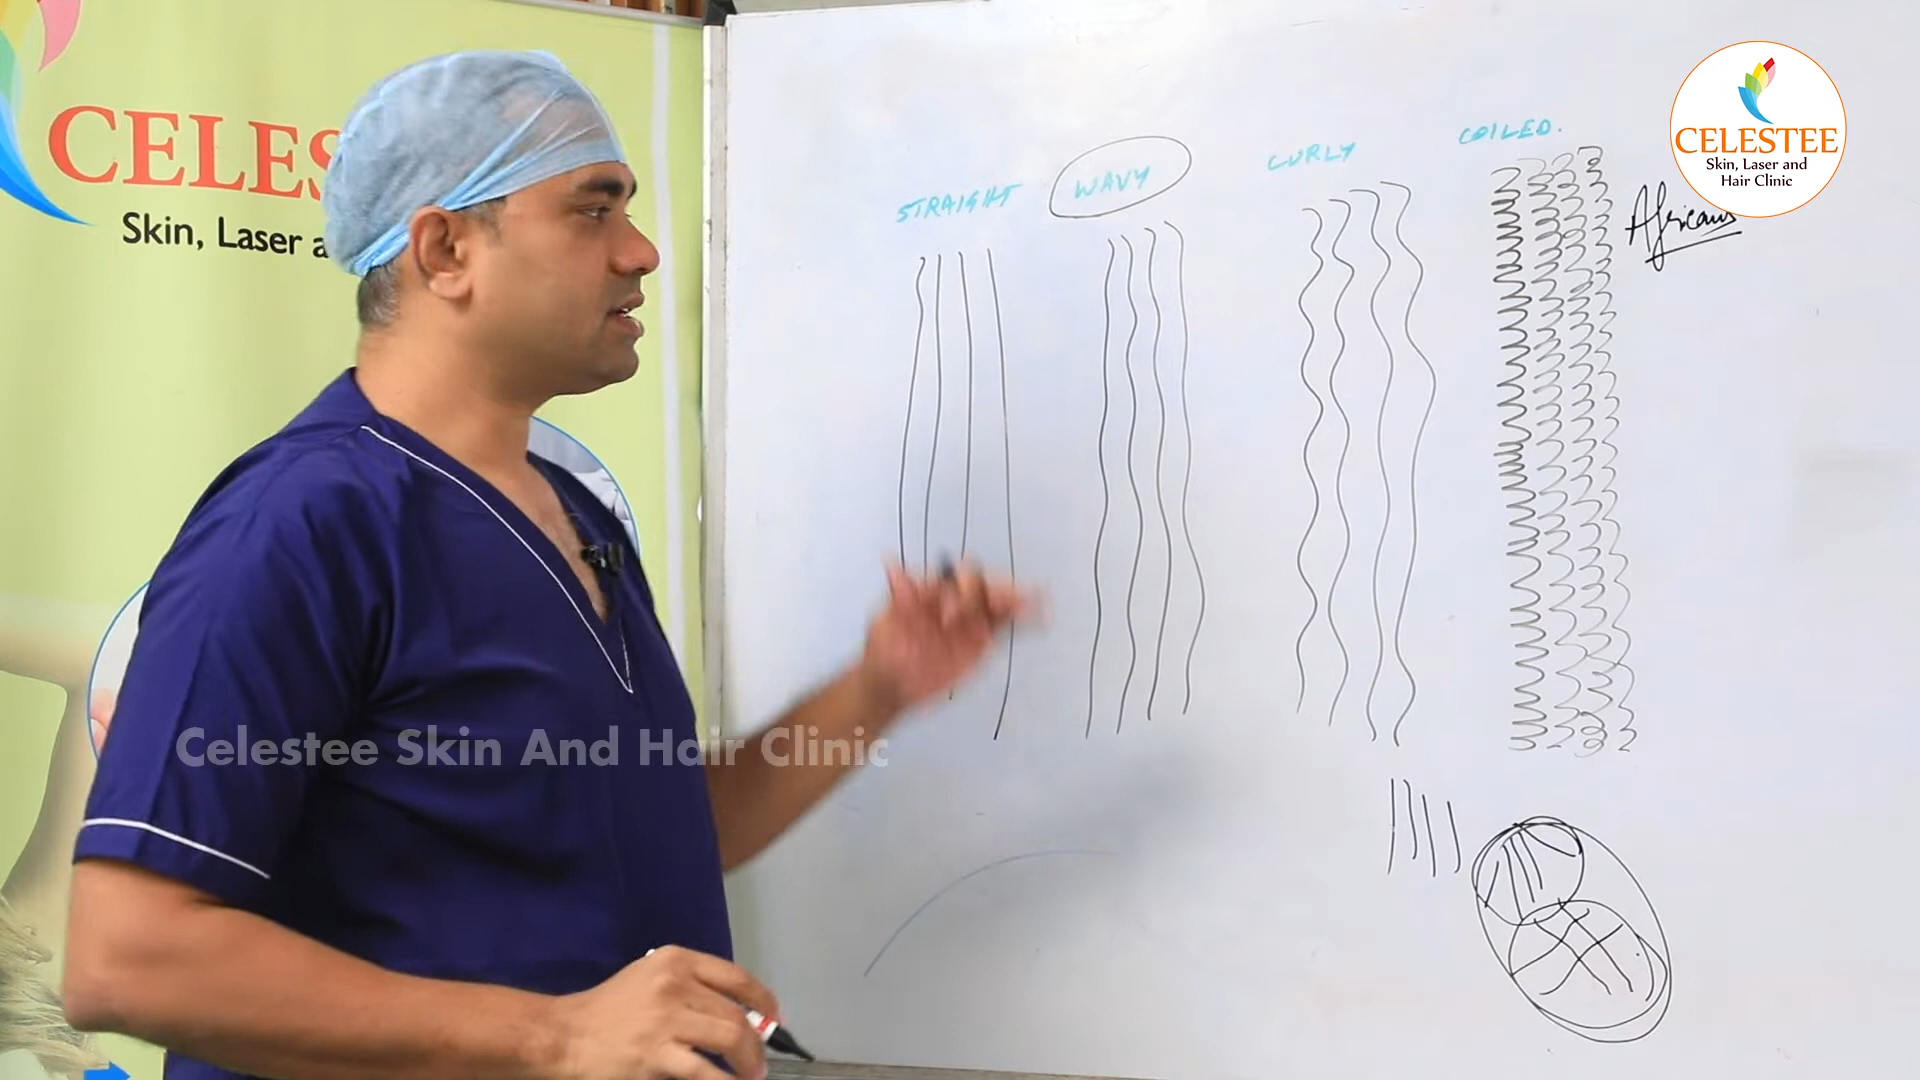 CELES
Skin, Laser a
STRAIGHT
WAVY
CURLY
COILED.
Africans
CELESTEE
Skin, Laser and
Hair Clinic
Celestee Skin And Hair Clinic